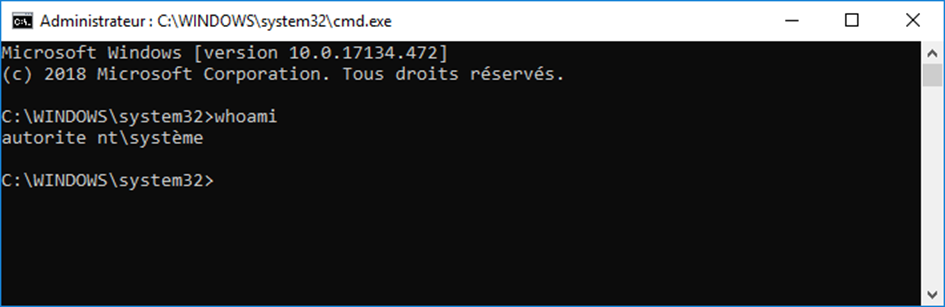 Administrateur : C:\WINDOWS\system32\cmd.exe
Microsoft Windows [version 10.0.17134.472]
(c) 2018 Microsoft Corporation. Tous droits réservés.
C:\WINDOWS\system32>whoami
autorite nt\système
C:\WINDOWS\system32>